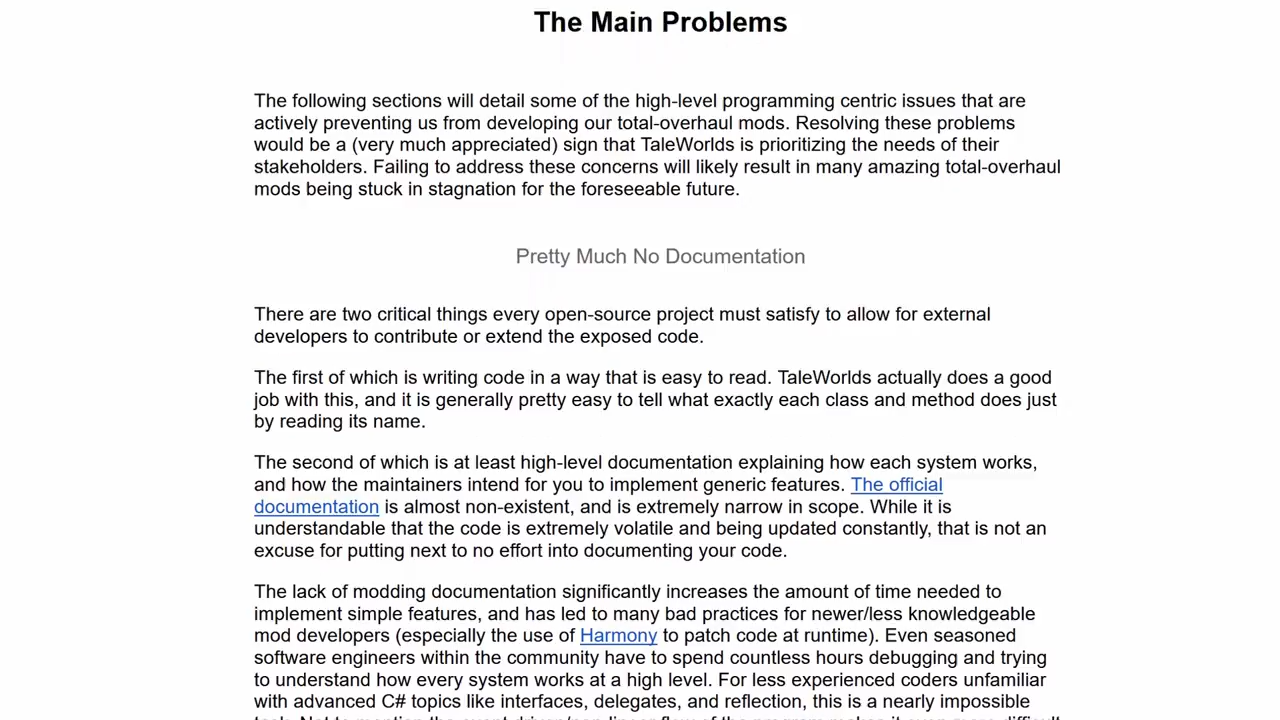 The Main Problems
The following sections will detail some of the high-level programming centric issues that are
actively preventing us from developing our total-overhaul mods. Resolving these problems
would be a (very much appreciated) sign that TaleWorlds is prioritizing the needs of their
stakeholders. Failing to address these concerns will likely result in many amazing total-overhaul
mods being stuck in stagnation for the foreseeable future.
Pretty Much No Documentation
There are two critical things every open-source project must satisfy to allow for external
developers to contribute or extend the exposed code.
The first of which is writing code in a way that is easy to read. TaleWorlds actually does a good
job with this, and it is generally pretty easy to tell what exactly each class and method does just
by reading its name.
The second of which is at least high-level documentation explaining how each system works,
and how the maintainers intend for you to implement generic features. The official
documentation is almost non-existent, and is extremely narrow in scope. While it is
understandable that the code is extremely volatile and being updated constantly, that is not an
excuse for putting next to no effort into documenting your code.
The lack of modding documentation significantly increases the amount of time needed to
implement simple features, and has led to many bad practices for newer/less knowledgeable
mod developers (especially the use of Harmony to patch code at runtime). Even seasoned
software engineers within the community have to spend countless hours debugging and trying
to understand how every system works at a high level. For less experienced coders unfamiliar
with advanced C# topics like interfaces, delegates, and reflection, this is a nearly impossible